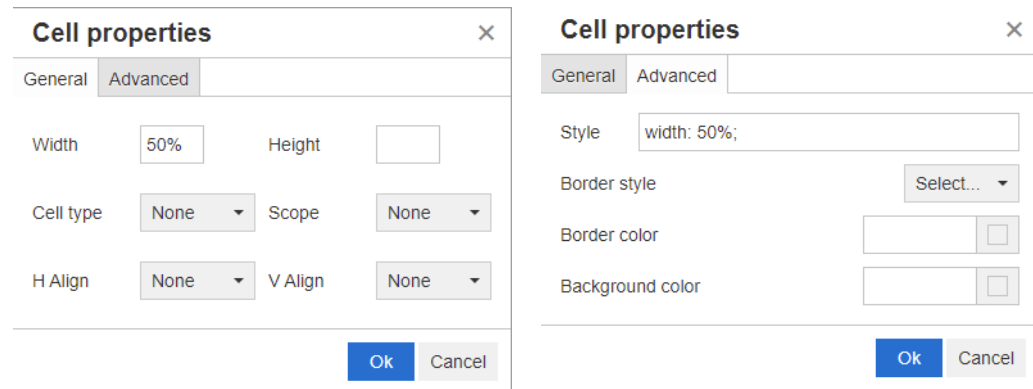 Cell properties ×
General Advanced
Width 50% Height
Cell type None Scope None
H Align None V Align None
Ok Cancel
Cell properties ×
General Advanced
Style width: 50%;
Border style Select...
Border color
Background color
Ok Cancel